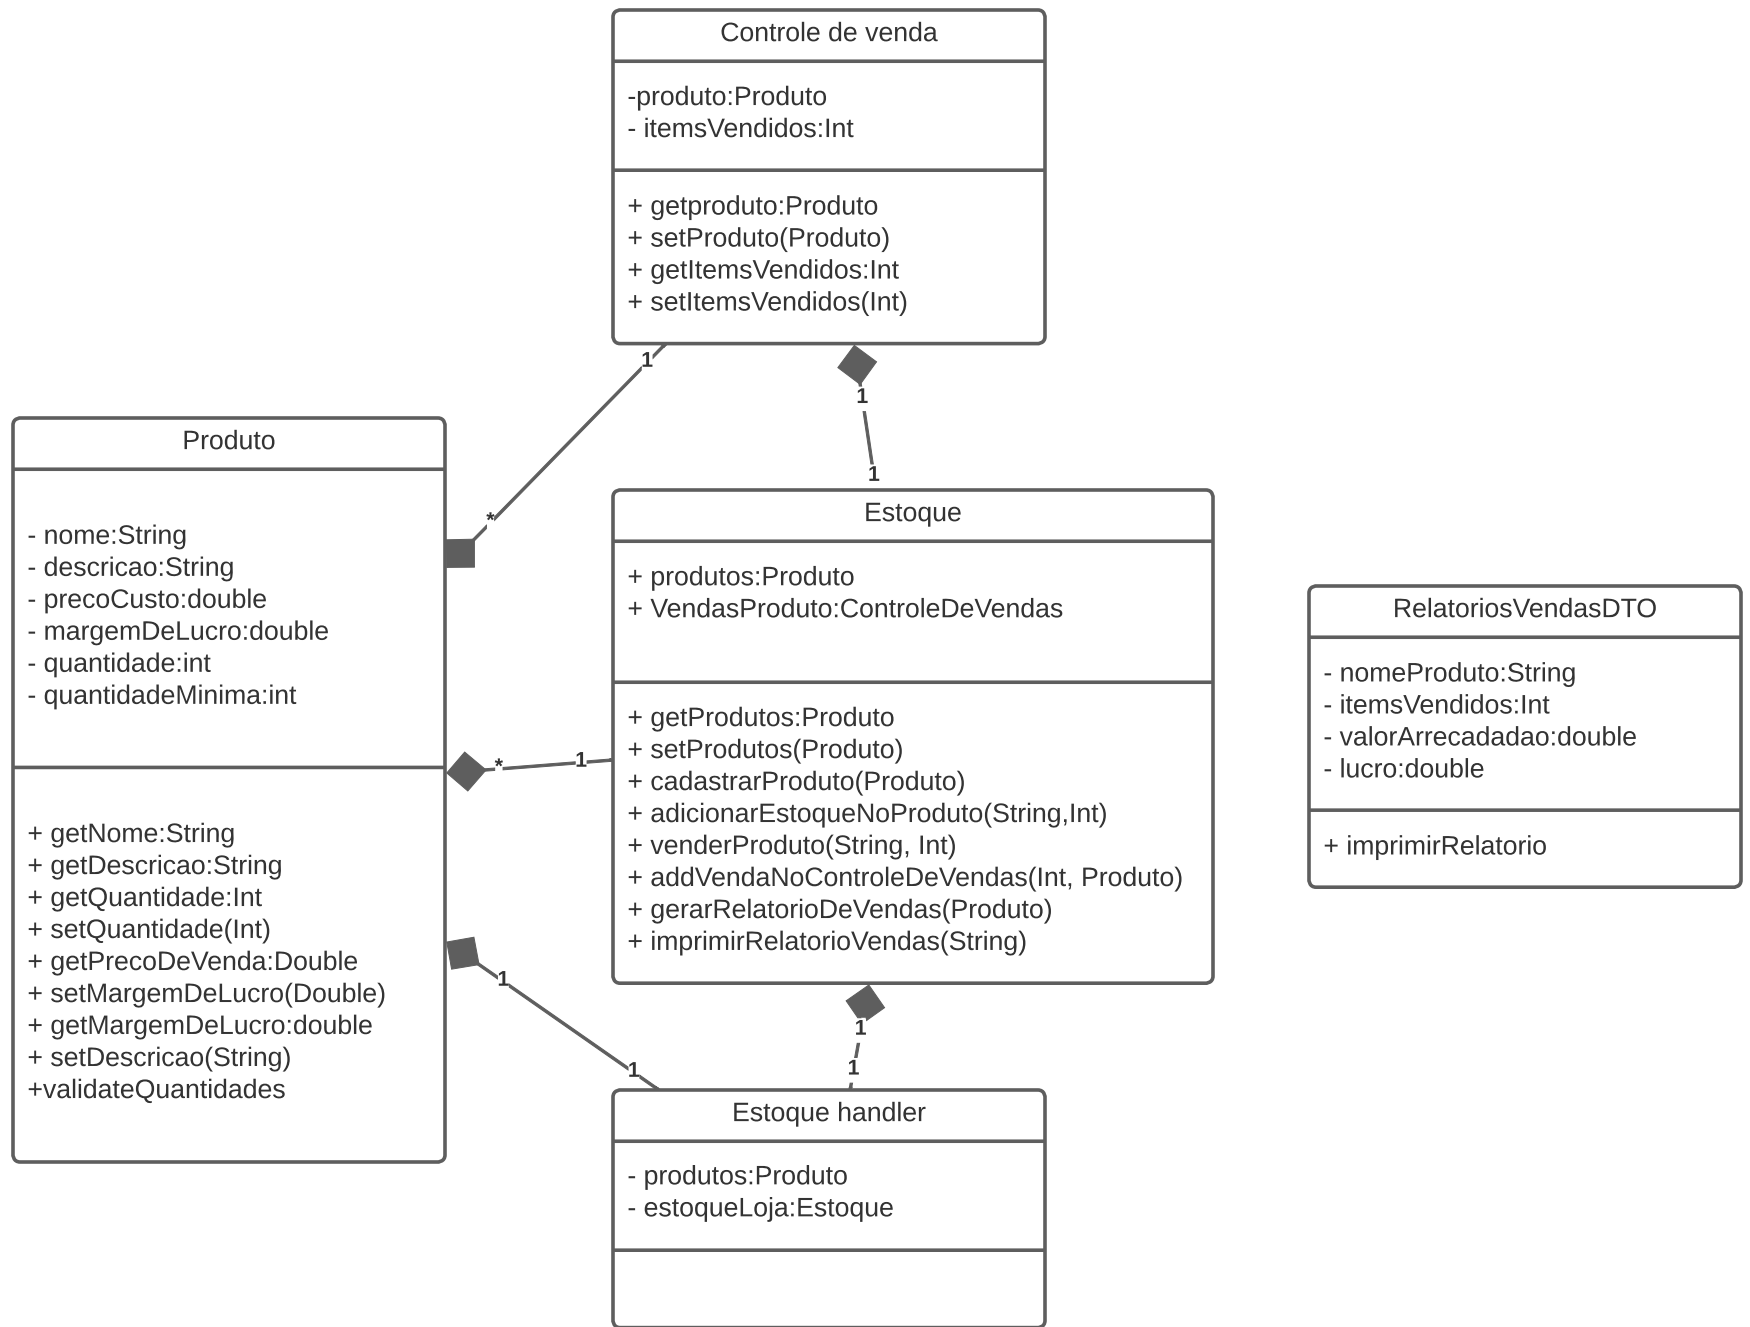 Controle de venda
-produto:Produto
- itemsVendidos:Int
+ getproduto:Produto
+ setProduto(Produto)
+ getItemsVendidos:Int
+ setItemsVendidos(Int)
1
*
1
1
Produto
- nome:String
- descricao:String
- precoCusto:double
- margemDeLucro:double
- quantidade:int
- quantidadeMinima:int
+ getNome:String
+ getDescricao:String
+ getQuantidade:Int
+ setQuantidade(Int)
+ getPrecoDeVenda:Double
+ setMargemDeLucro(Double)
+ getMargemDeLucro:double
+ setDescricao(String)
+validateQuantidades
*
1
1
1
Estoque
+ produtos:Produto
+ VendasProduto:ControleDeVendas
+ getProdutos:Produto
+ setProdutos(Produto)
+ cadastrarProduto(Produto)
+ adicionarEstoqueNoProduto(String,Int)
+ venderProduto(String, Int)
+ addVendaNoControleDeVendas(Int, Produto)
+ gerarRelatorioDeVendas(Produto)
+ imprimirRelatorioVendas(String)
1
1
Estoque handler
- produtos:Produto
- estoqueLoja:Estoque
RelatoriosVendasDTO
- nomeProduto:String
- itemsVendidos:Int
- valorArrecadadao:double
- lucro:double
+ imprimirRelatorio